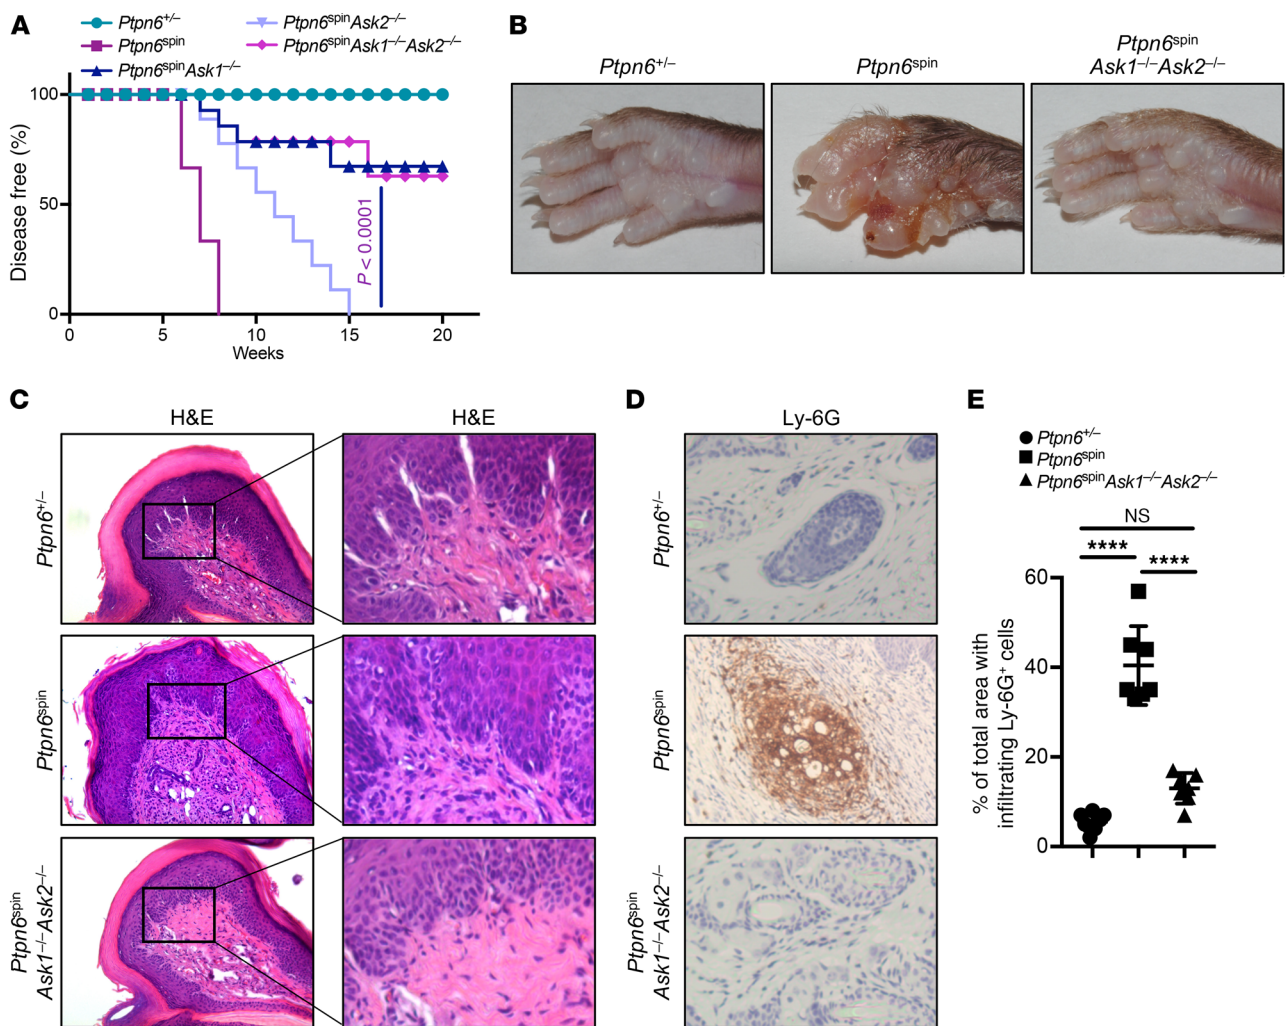 A
Ptpn6+/–
Ptpn6spin
Ptpn6spinAsk1–/–
Ptpn6spinAsk2–/–
Ptpn6spinAsk1–/–Ask2–/–
Disease free (%)
100
50
0
P < 0.0001
0 5 10 15 20
Weeks
B
Ptpn6+/–
Ptpn6spin
Ptpn6spin
Ask1–/–Ask2–/–
C
H&E
H&E
Ptpn6+/–
Ptpn6spin
Ptpn6spin
Ask1–/–Ask2–/–
D
Ly-6G
Ptpn6+/–
Ptpn6spin
Ptpn6spin
Ask1–/–Ask2–/–
E
Ptpn6+/–
Ptpn6spin
Ptpn6spinAsk1–/–Ask2–/–
NS
**** ****
% of total area with
infiltrating Ly-6G+ cells
60
40
20
0